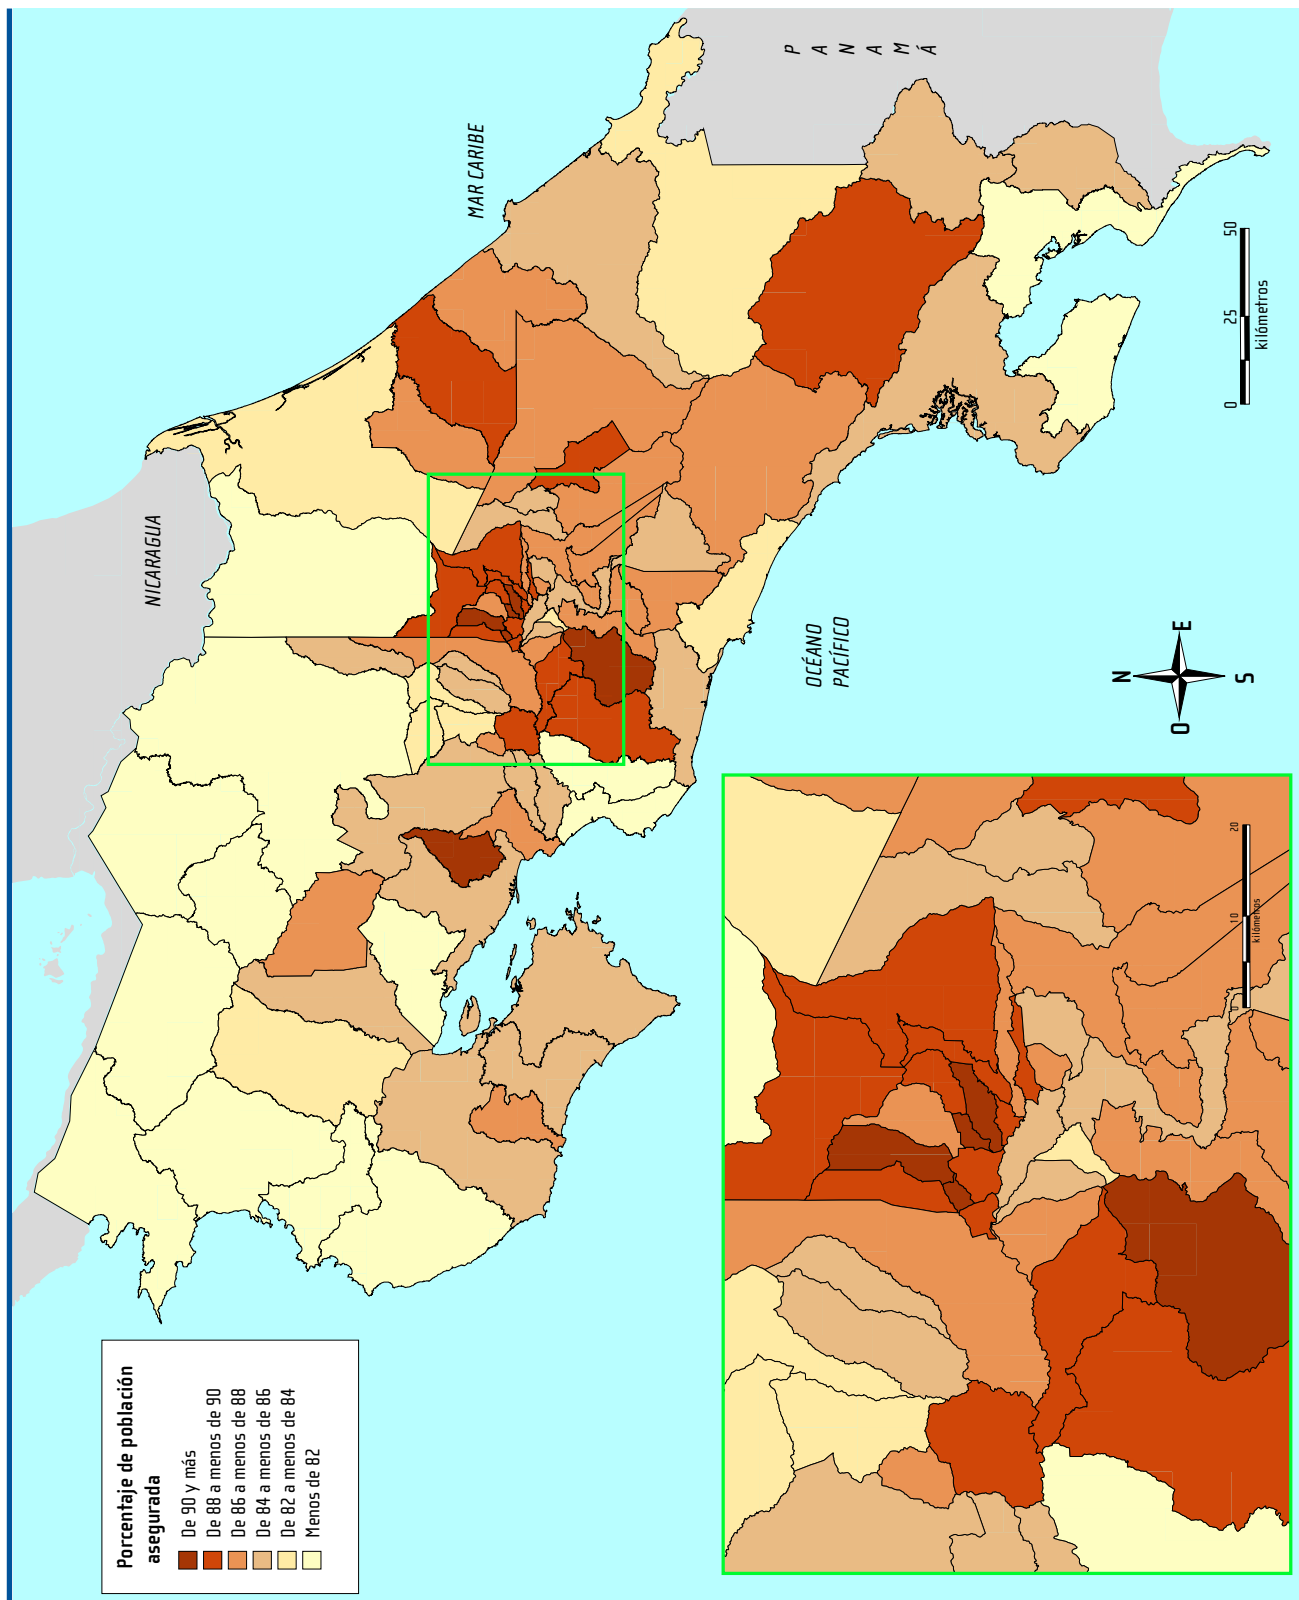 PANAMÁ
MAR CARIBE
NICARAGUA
OCÉANO
PACÍFICO
0 25 50
kilómetros
N
O E
S
Porcentaje de población
asegurada
De 90 y más
De 88 a menos de 90
De 86 a menos de 88
De 84 a menos de 86
De 82 a menos de 84
Menos de 82
0 10 20
kilómetros